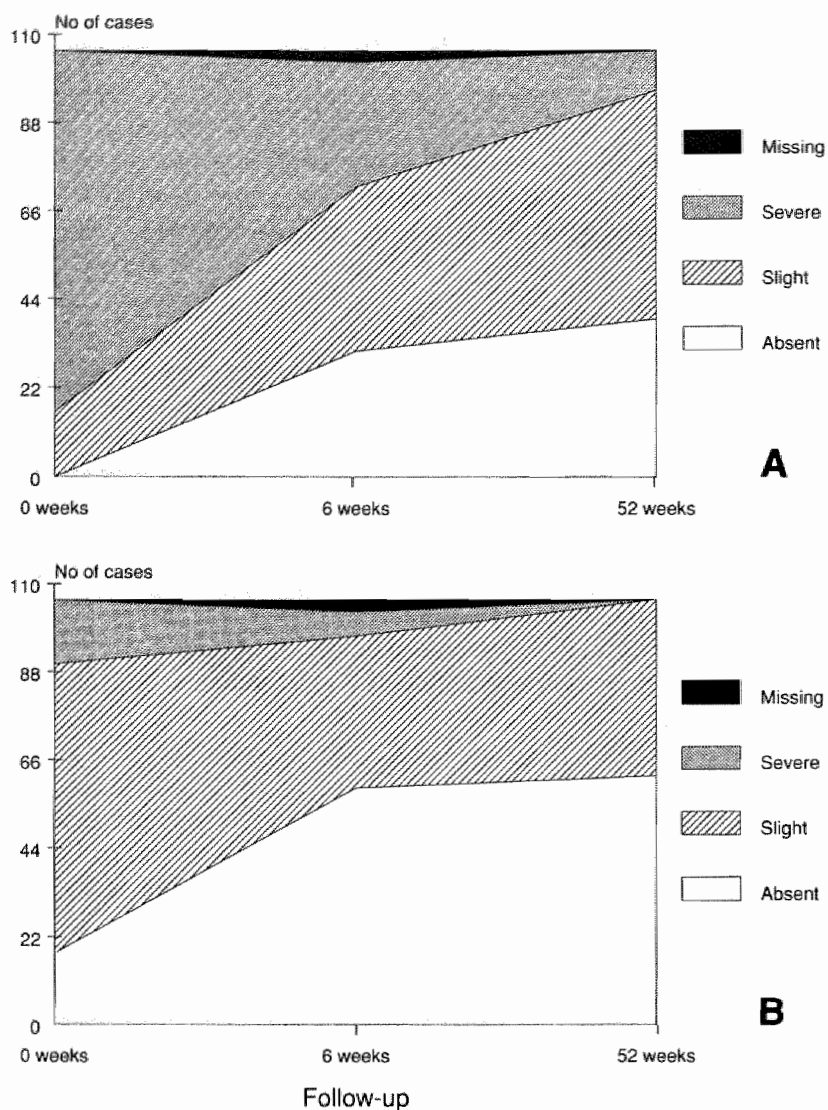 No of cases
110
88
66
44
22
0
0 weeks 6 weeks 52 weeks
Missing
Severe
Slight
Absent
A
No of cases
110
88
66
44
22
0
0 weeks 6 weeks 52 weeks
Missing
Severe
Slight
Absent
B
Follow-up